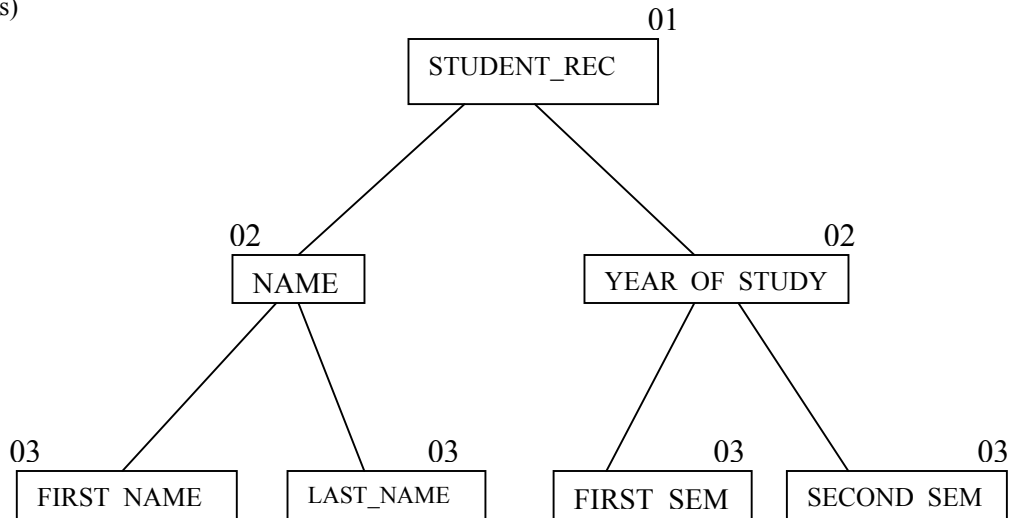 s)
01
STUDENT_REC
02
02
NAME
YEAR OF STUDY
03
03
03
03
FIRST NAME
LAST_NAME
FIRST SEM
SECOND SEM